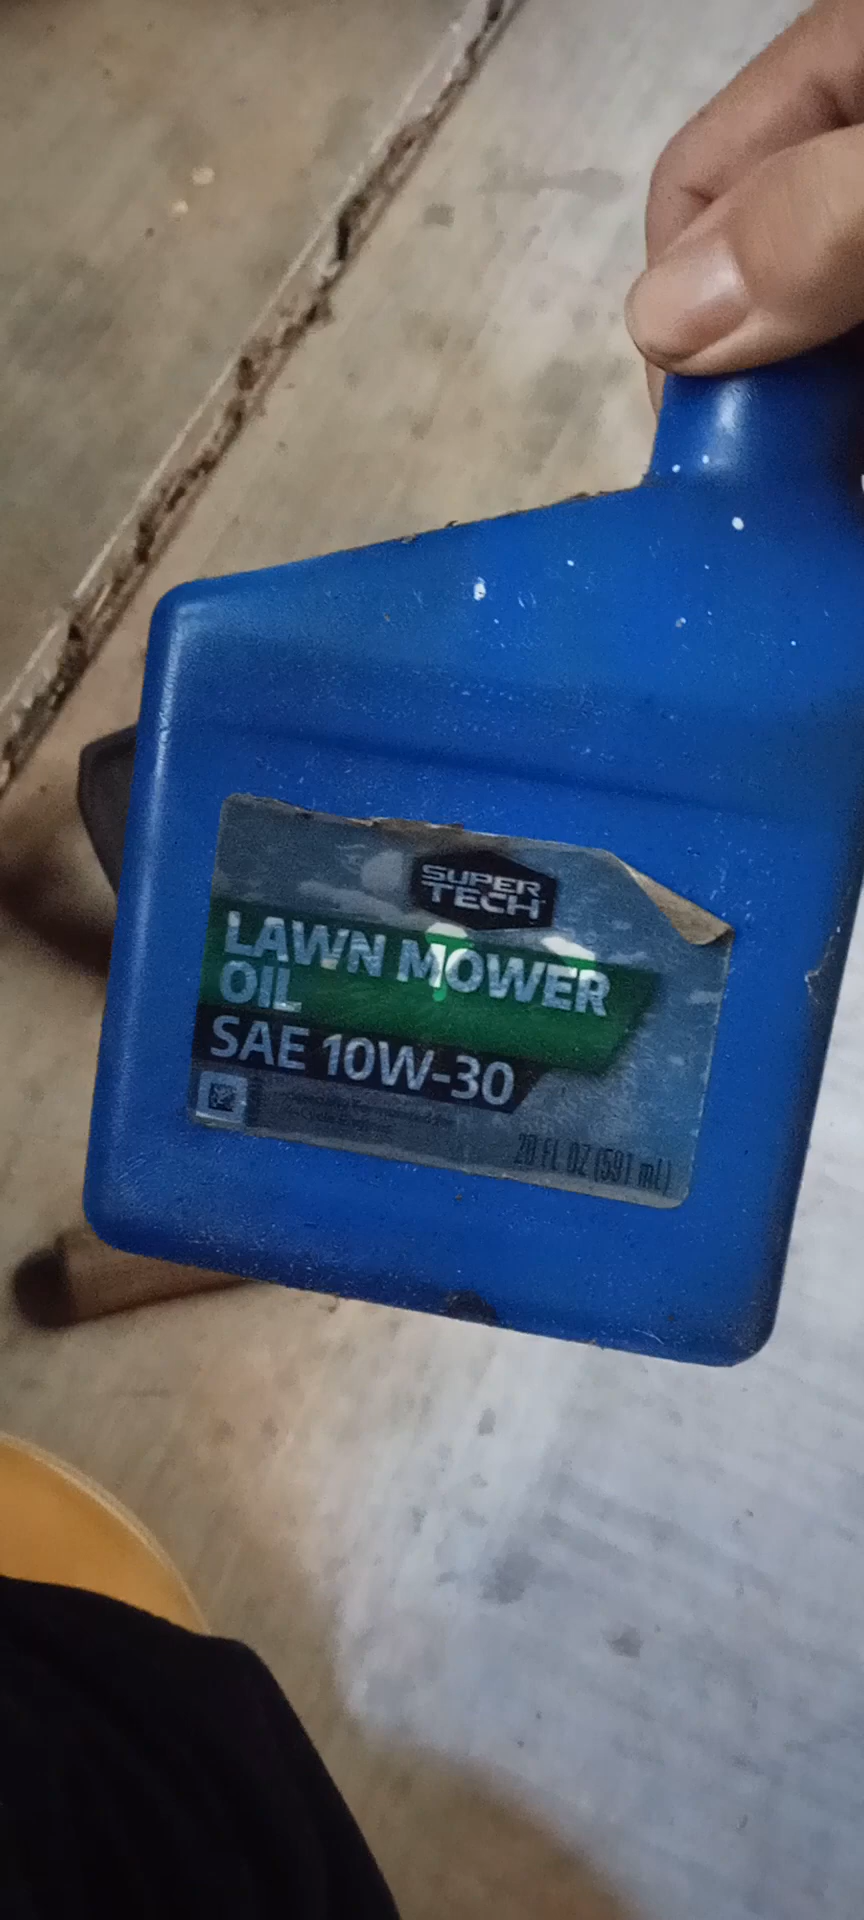 SUPER
TECH
LAWN MOWER
OIL
SAE 10W-30
20 FL OZ (591 mL)